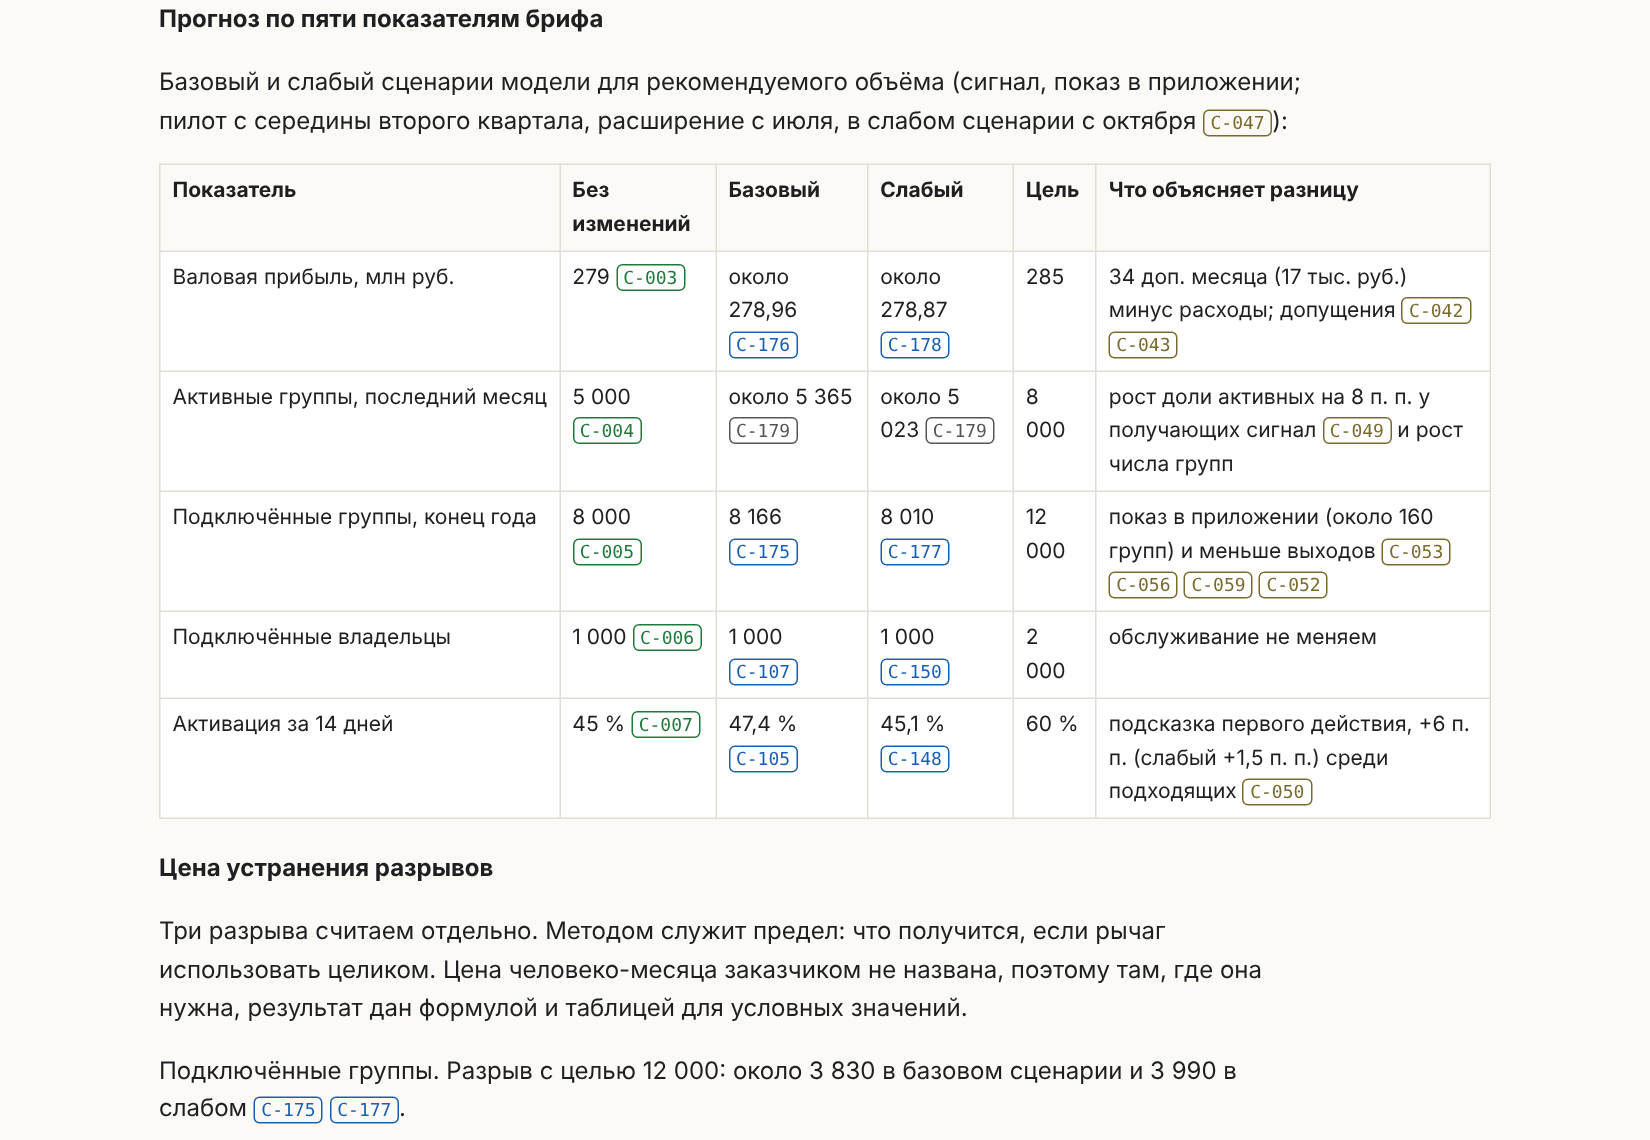 Прогноз по пяти показателям брифа
Базовый и слабый сценарии модели для рекомендуемого объёма (сигнал, показ в приложении;
пилот с середины второго квартала, расширение с июля, в слабом сценарии с октября C-047):
Показатель
Без
изменений
Базовый
Слабый
Цель
Что объясняет разницу
Валовая прибыль, млн руб.
279 C-003
около
278,96
C-176
около
278,87
C-178
285
34 доп. месяца (17 тыс. руб.)
минус расходы; допущения C-042
C-043
Активные группы, последний месяц
5 000
C-004
около 5 365
C-179
около 5
023 C-179
8
000
рост доли активных на 8 п. п. у
получающих сигнал C-049 и рост
числа групп
Подключённые группы, конец года
8 000
C-005
8 166
C-175
8 010
C-177
12
000
показ в приложении (около 160
групп) и меньше выходов C-053
C-056 C-059 C-052
Подключённые владельцы
1 000 C-006
1 000
C-107
1 000
C-150
2
000
обслуживание не меняем
Активация за 14 дней
45 % C-007
47,4 %
C-105
45,1 %
C-148
60 %
подсказка первого действия, +6 п.
п. (слабый +1,5 п. п.) среди
подходящих C-050
Цена устранения разрывов
Три разрыва считаем отдельно. Методом служит предел: что получится, если рычаг
использовать целиком. Цена человеко-месяца заказчиком не названа, поэтому там, где она
нужна, результат дан формулой и таблицей для условных значений.
Подключённые группы. Разрыв с целью 12 000: около 3 830 в базовом сценарии и 3 990 в
слабом C-175 C-177.